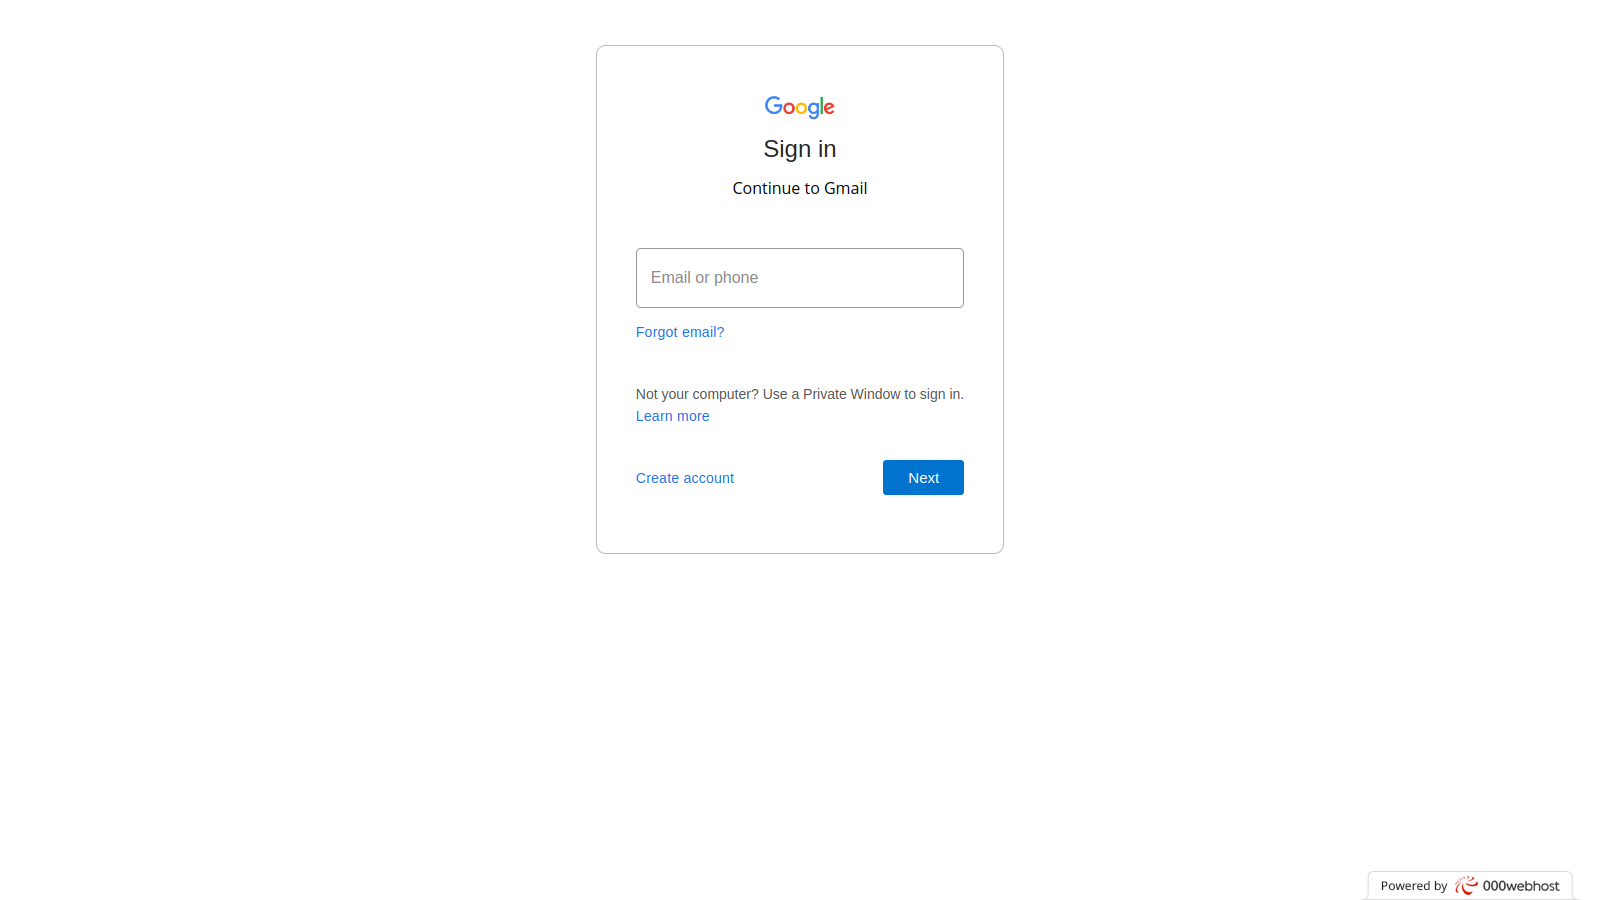 Google
Sign in
Continue to Gmail
Email or phone
Forgot email?
Not your computer? Use a Private Window to sign in.
Learn more
Create account
Next
Powered by 000webhost